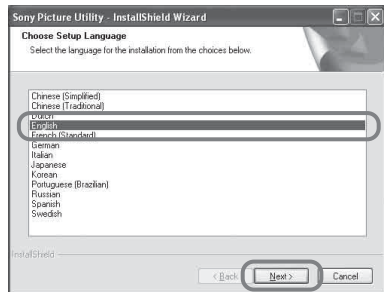 Sony Picture Utility - InstallShield Wizard
Choose Setup Language
Select the language for the installation from the choices below.
Chinese (Simplified)
Chinese (Traditional)
Dutch
English
French (Standard)
German
Italian
Japanese
Korean
Portuguese (Brazilian)
Russian
Spanish
Swedish
InstallShield
< Back
Next >
Cancel